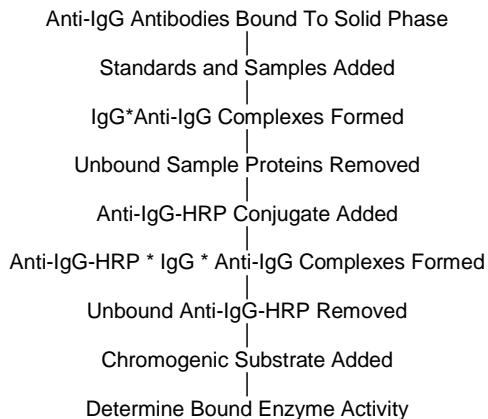 Anti-IgG Antibodies Bound To Solid Phase
Standards and Samples Added
IgG*Anti-IgG Complexes Formed
Unbound Sample Proteins Removed
Anti-IgG-HRP Conjugate Added
Anti-IgG-HRP * IgG * Anti-IgG Complexes Formed
Unbound Anti-IgG-HRP Removed
Chromogenic Substrate Added
Determine Bound Enzyme Activity